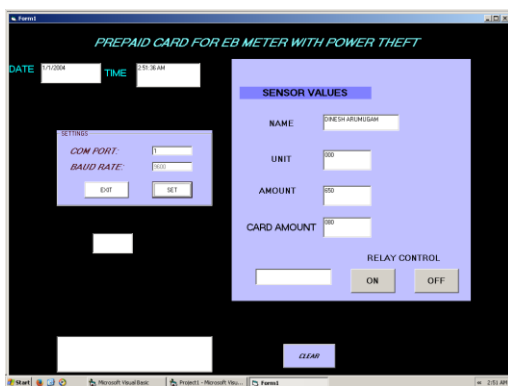 Form1
PREPAID CARD FOR EB METER WITH POWER THEFT
DATE 1/1/2004 TIME 2:51:36 AM
SENSOR VALUES
NAME DINESH ARUMUGAM
SETTINGS
COM PORT: 1
BAUD RATE: 9600
EXIT SET
UNIT 000
AMOUNT 650
CARD AMOUNT 080
RELAY CONTROL
ON OFF
CLEAR
Start Microsoft Visual Basic Project1 - Microsoft Visu... Form1 2:51 AM